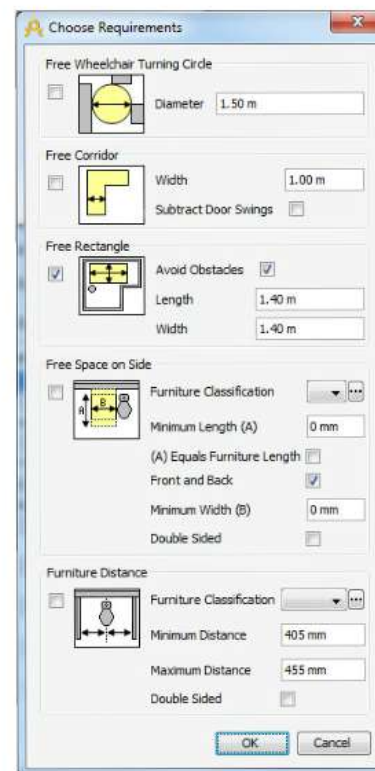 Choose Requirements
Free Wheelchair Turning Circle
Diameter 1.50 m
Free Corridor
Width 1.00 m
Subtract Door Swings
Free Rectangle
Avoid Obstacles
Length 1.40 m
Width 1.40 m
Free Space on Side
Furniture Classification ...
A B
Minimum Length (A) 0 mm
(A) Equals Furniture Length
Front and Back
Minimum Width (B) 0 mm
Double Sided
Furniture Distance
Furniture Classification ...
Minimum Distance 405 mm
Maximum Distance 455 mm
Double Sided
OK Cancel